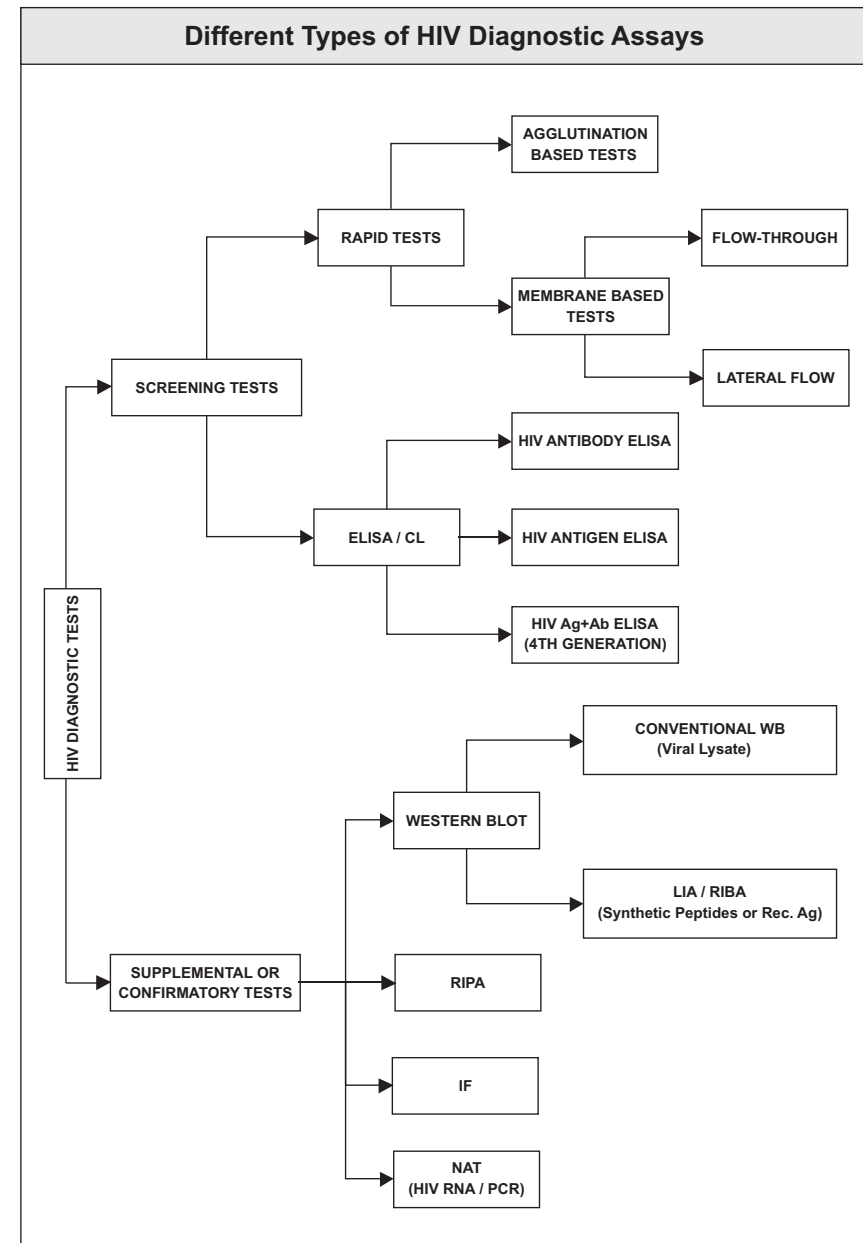 Different Types of HIV Diagnostic Assays
AGGLUTINATION
BASED TESTS
RAPID TESTS
FLOW-THROUGH
MEMBRANE BASED
TESTS
LATERAL FLOW
SCREENING TESTS
HIV ANTIBODY ELISA
ELISA / CL
HIV ANTIGEN ELISA
HIV Ag+Ab ELISA
(4TH GENERATION)
HIV DIAGNOSTIC TESTS
CONVENTIONAL WB
(Viral Lysate)
WESTERN BLOT
LIA / RIBA
(Synthetic Peptides or Rec. Ag)
SUPPLEMENTAL OR
CONFIRMATORY TESTS
RIPA
IF
NAT
(HIV RNA / PCR)